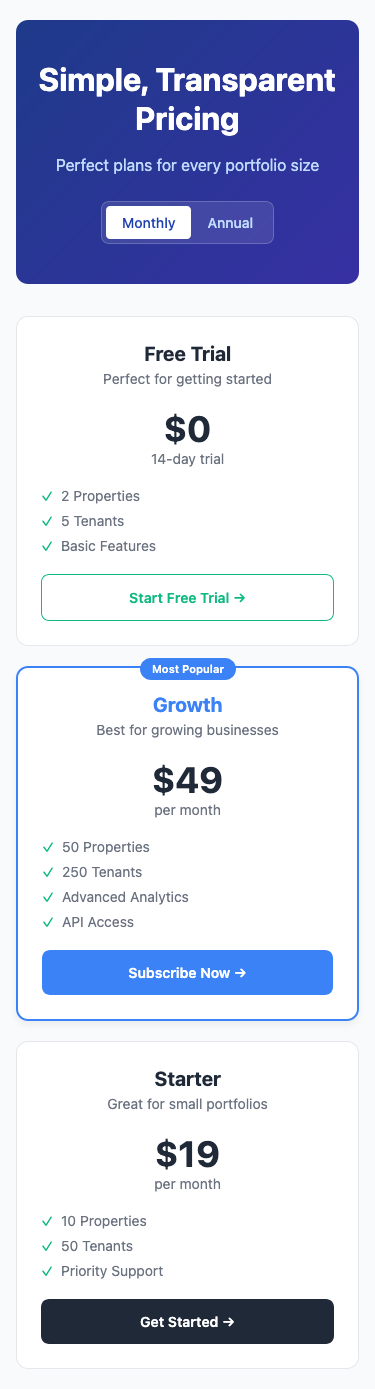 Simple, Transparent
Pricing
Perfect plans for every portfolio size
Monthly Annual
Free Trial
Perfect for getting started
$0
14-day trial
✓ 2 Properties
✓ 5 Tenants
✓ Basic Features
Start Free Trial →
Most Popular
Growth
Best for growing businesses
$49
per month
✓ 50 Properties
✓ 250 Tenants
✓ Advanced Analytics
✓ API Access
Subscribe Now →
Starter
Great for small portfolios
$19
per month
✓ 10 Properties
✓ 50 Tenants
✓ Priority Support
Get Started →